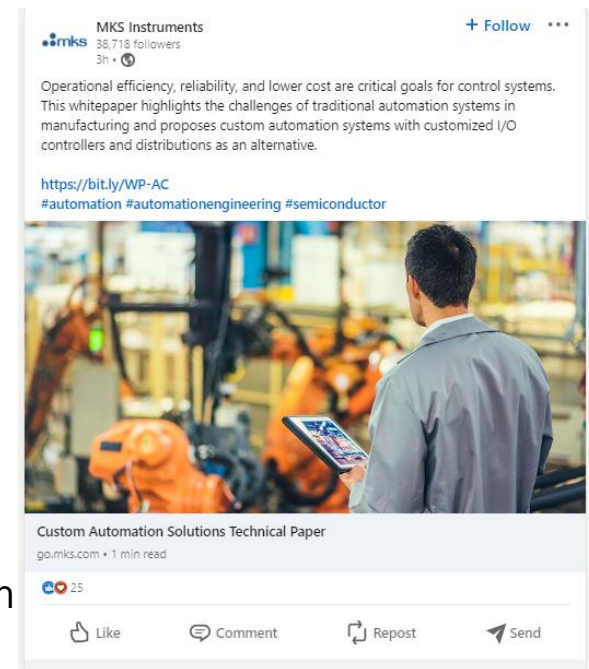 mks
MKS Instruments
+ Follow ...
38,718 followers
3h •
Operational efficiency, reliability, and lower cost are critical goals for control systems.
This whitepaper highlights the challenges of traditional automation systems in
manufacturing and proposes custom automation systems with customized I/O
controllers and distributions as an alternative.
https://bit.ly/WP-AC
#automation #automationengineering #semiconductor
Custom Automation Solutions Technical Paper
go.mks.com • 1 min read
n
25
Like Comment Repost Send